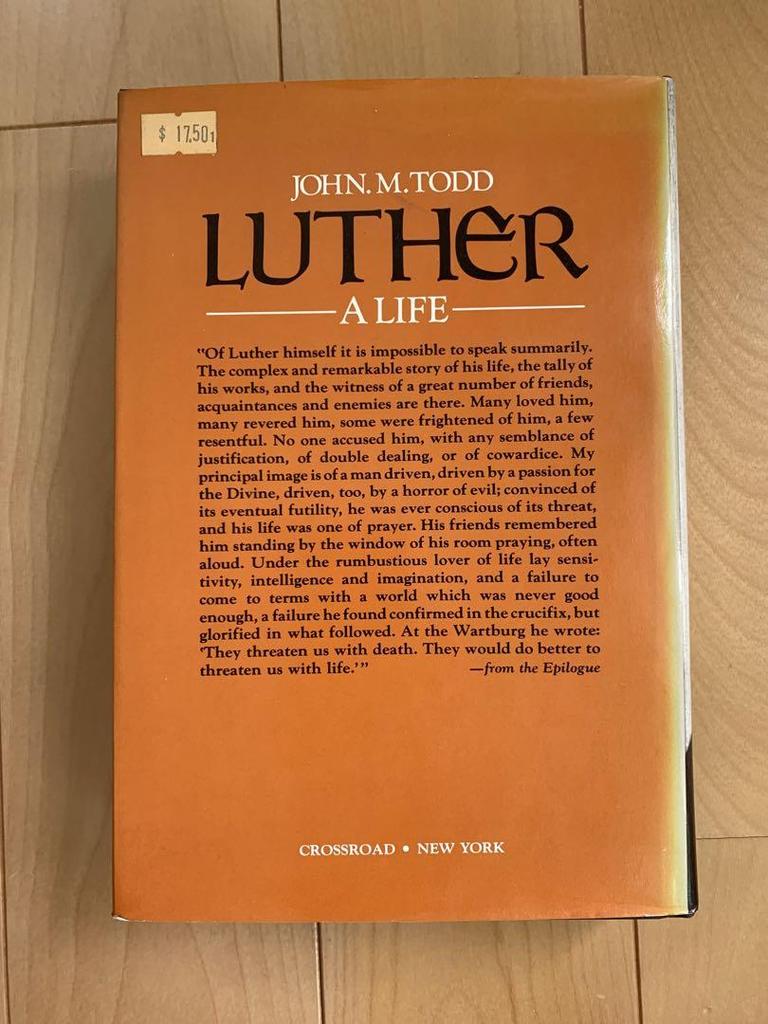 $ 17.501
JOHN. M. TODD
LUTHER
A LIFE
"Of Luther himself it is impossible to speak summarily.
The complex and remarkable story of his life, the tally of
his works, and the witness of a great number of friends,
acquaintances and enemies are there. Many loved him,
many revered him, some were frightened of him, a few
resentful. No one accused him, with any semblance of
justification, of double dealing, or of cowardice. My
principal image is of a man driven, driven by a passion for
the Divine, driven, too, by a horror of evil; convinced of
its eventual futility, he was ever conscious of its threat,
and his life was one of prayer. His friends remembered
him standing by the window of his room praying, often
aloud. Under the rumbustious lover of life lay sensi-
tivity, intelligence and imagination, and a failure to
come to terms with a world which was never good
enough, a failure he found confirmed in the crucifix, but
glorified in what followed. At the Wartburg he wrote:
'They threaten us with death. They would do better to
threaten us with life.'" —from the Epilogue
CROSSROAD • NEW YORK